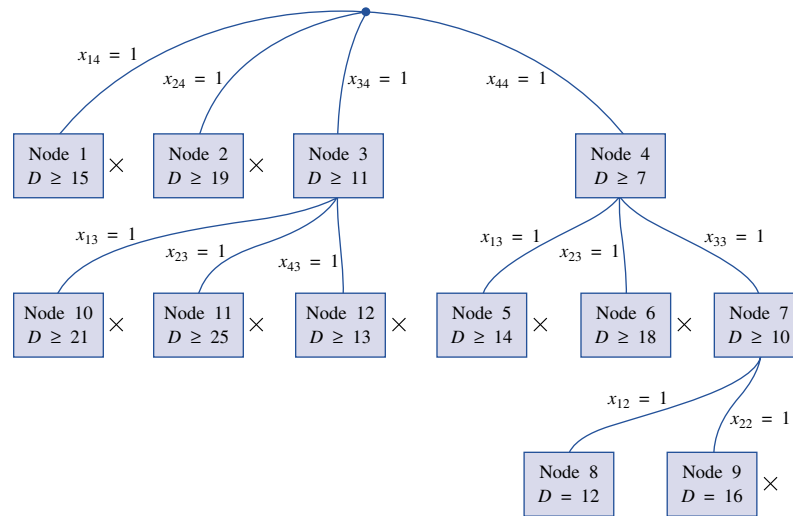 x₁₄ = 1
x₂₄ = 1
x₃₄ = 1
x₄₄ = 1
Node 1
D ≥ 15
×
Node 2
D ≥ 19
×
Node 3
D ≥ 11
Node 4
D ≥ 7
x₁₃ = 1
x₂₃ = 1
x₄₃ = 1
x₁₃ = 1
x₂₃ = 1
x₃₃ = 1
Node 10
D ≥ 21
×
Node 11
D ≥ 25
×
Node 12
D ≥ 13
×
Node 5
D ≥ 14
×
Node 6
D ≥ 18
×
Node 7
D ≥ 10
x₁₂ = 1
x₂₂ = 1
Node 8
D = 12
Node 9
D = 16
×